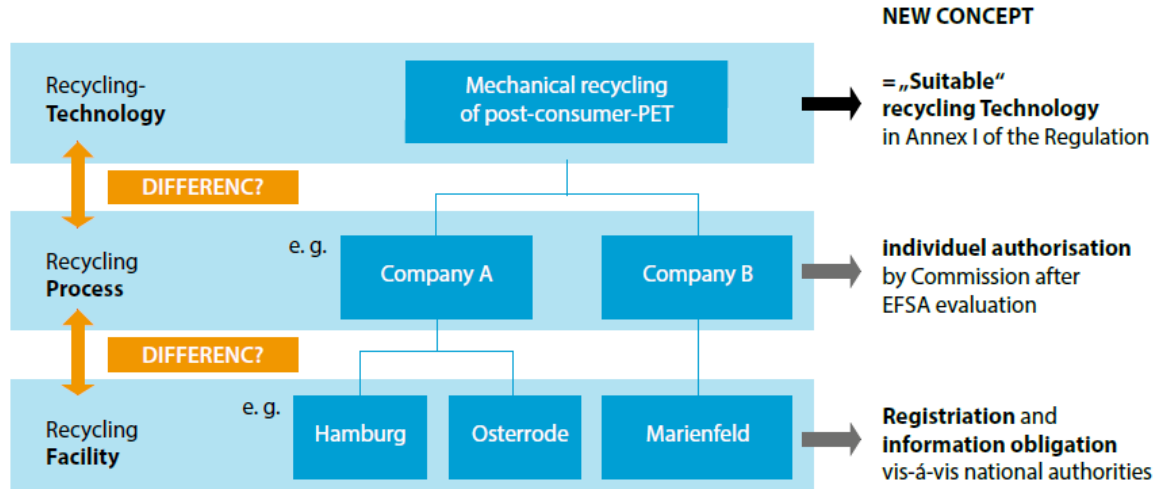 NEW CONCEPT
Recycling-
Technology
Mechanical recycling
of post-consumer-PET
= „Suitable“
recycling Technology
in Annex I of the Regulation
DIFFERENC?
Recycling
Process
e. g.
Company A
Company B
individuel authorisation
by Commission after
EFSA evaluation
DIFFERENC?
Recycling
Facility
e. g.
Hamburg
Osterrode
Marienfeld
Registriation and
information obligation
vis-á-vis national authorities